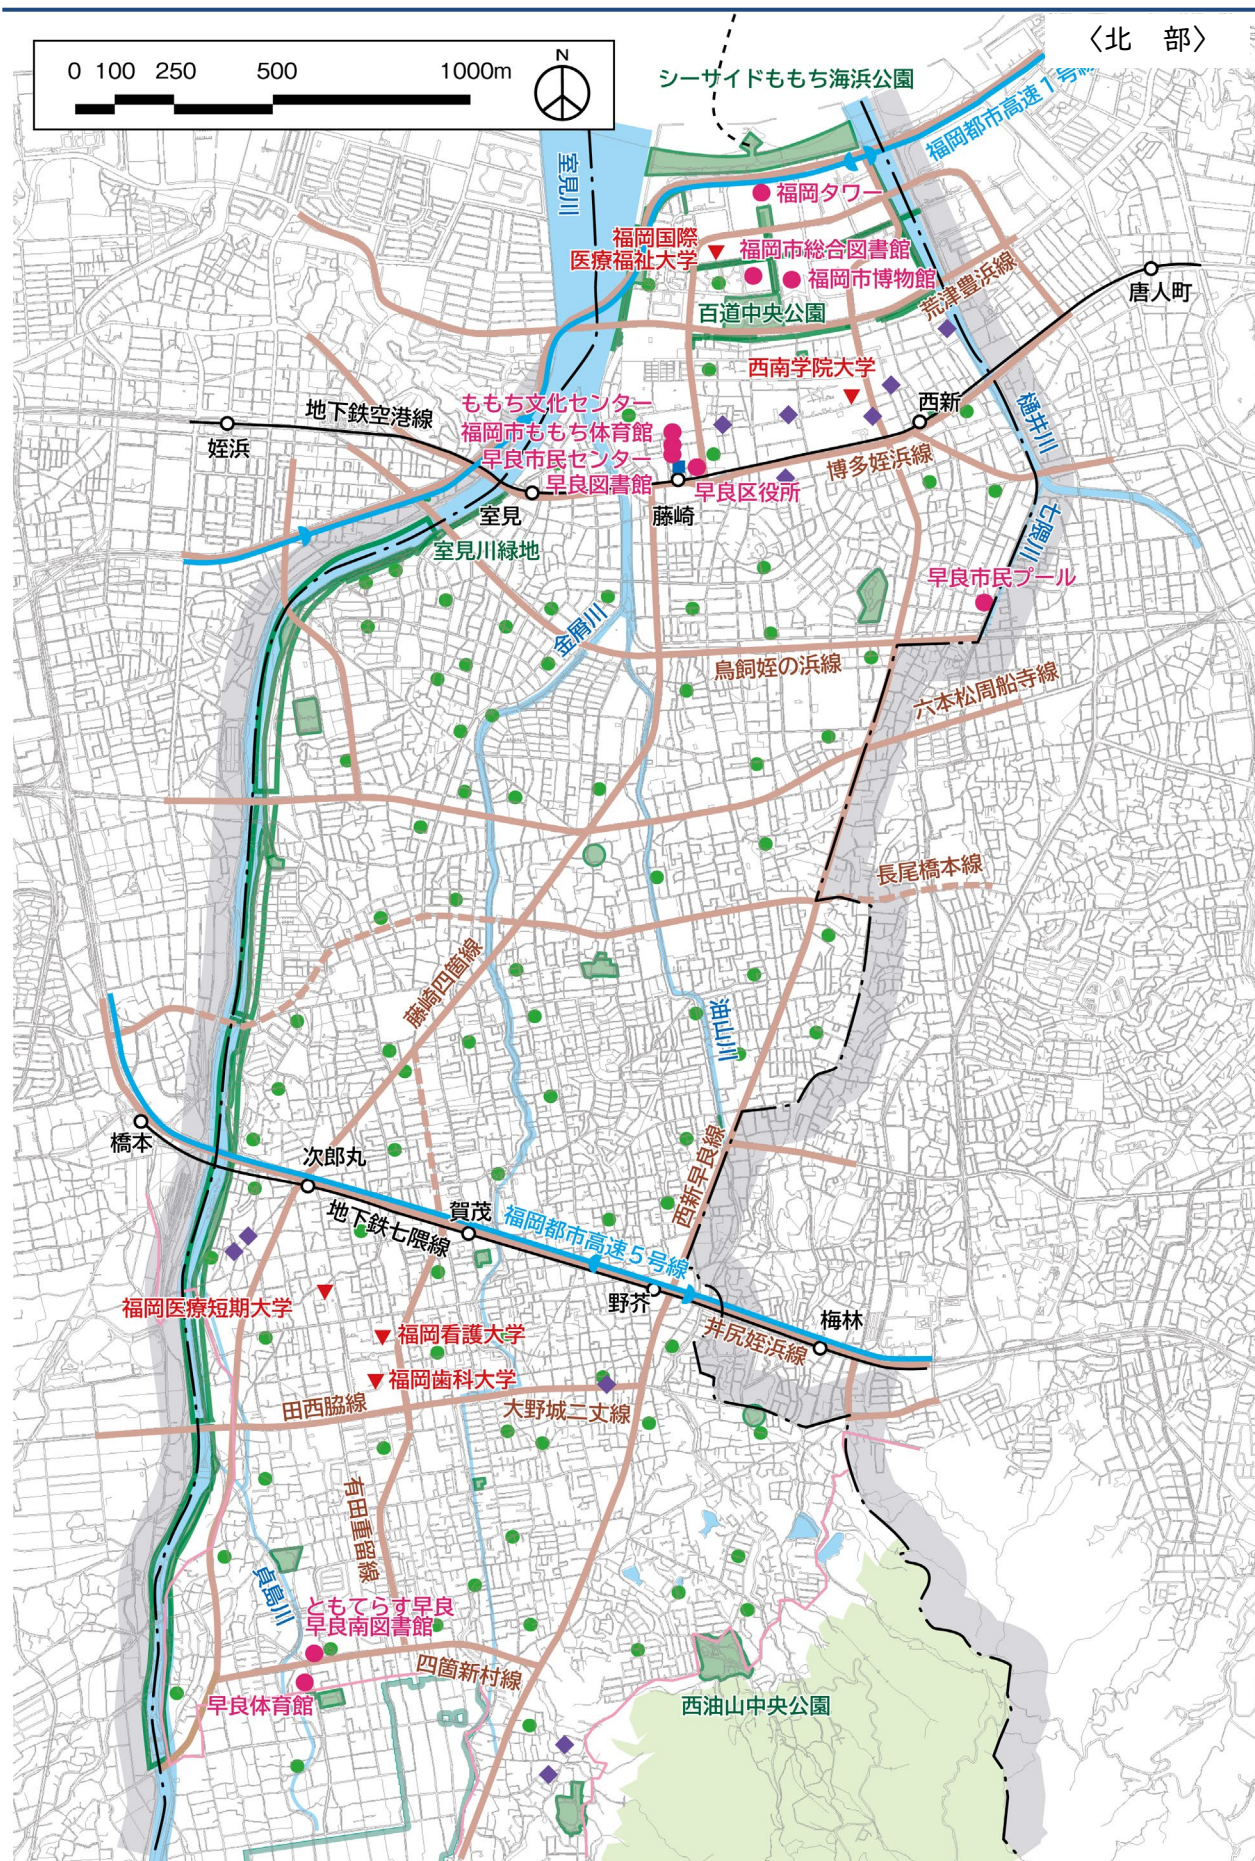 〈北　部〉
0 100 250 500 1000m
N
シーサイドももち海浜公園
福岡都市高速1号線
室見川
福岡タワー
福岡国際
医療福祉大学
福岡市総合図書館
福岡市博物館
荒津豊浜線
唐人町
百道中央公園
西南学院大学
西新
ももち文化センター
地下鉄空港線
姪浜
福岡市ももち体育館
早良市民センター
早良図書館
樋井川
博多姪浜線
早良区役所
室見
藤崎
室見川緑地
七隈川
早良市民プール
金屑川
鳥飼姪の浜線
六本松周船寺線
長尾橋本線
藤崎四箇線
油山川
橋本
次郎丸
西新早良線
地下鉄七隈線
賀茂
福岡都市高速5号線
野芥
梅林
井尻姪浜線
福岡医療短期大学
福岡看護大学
福岡歯科大学
田西脇線
大野城二丈線
有田重留線
貞島川
ともてらす早良
早良南図書館
四箇新村線
早良体育館
西油山中央公園